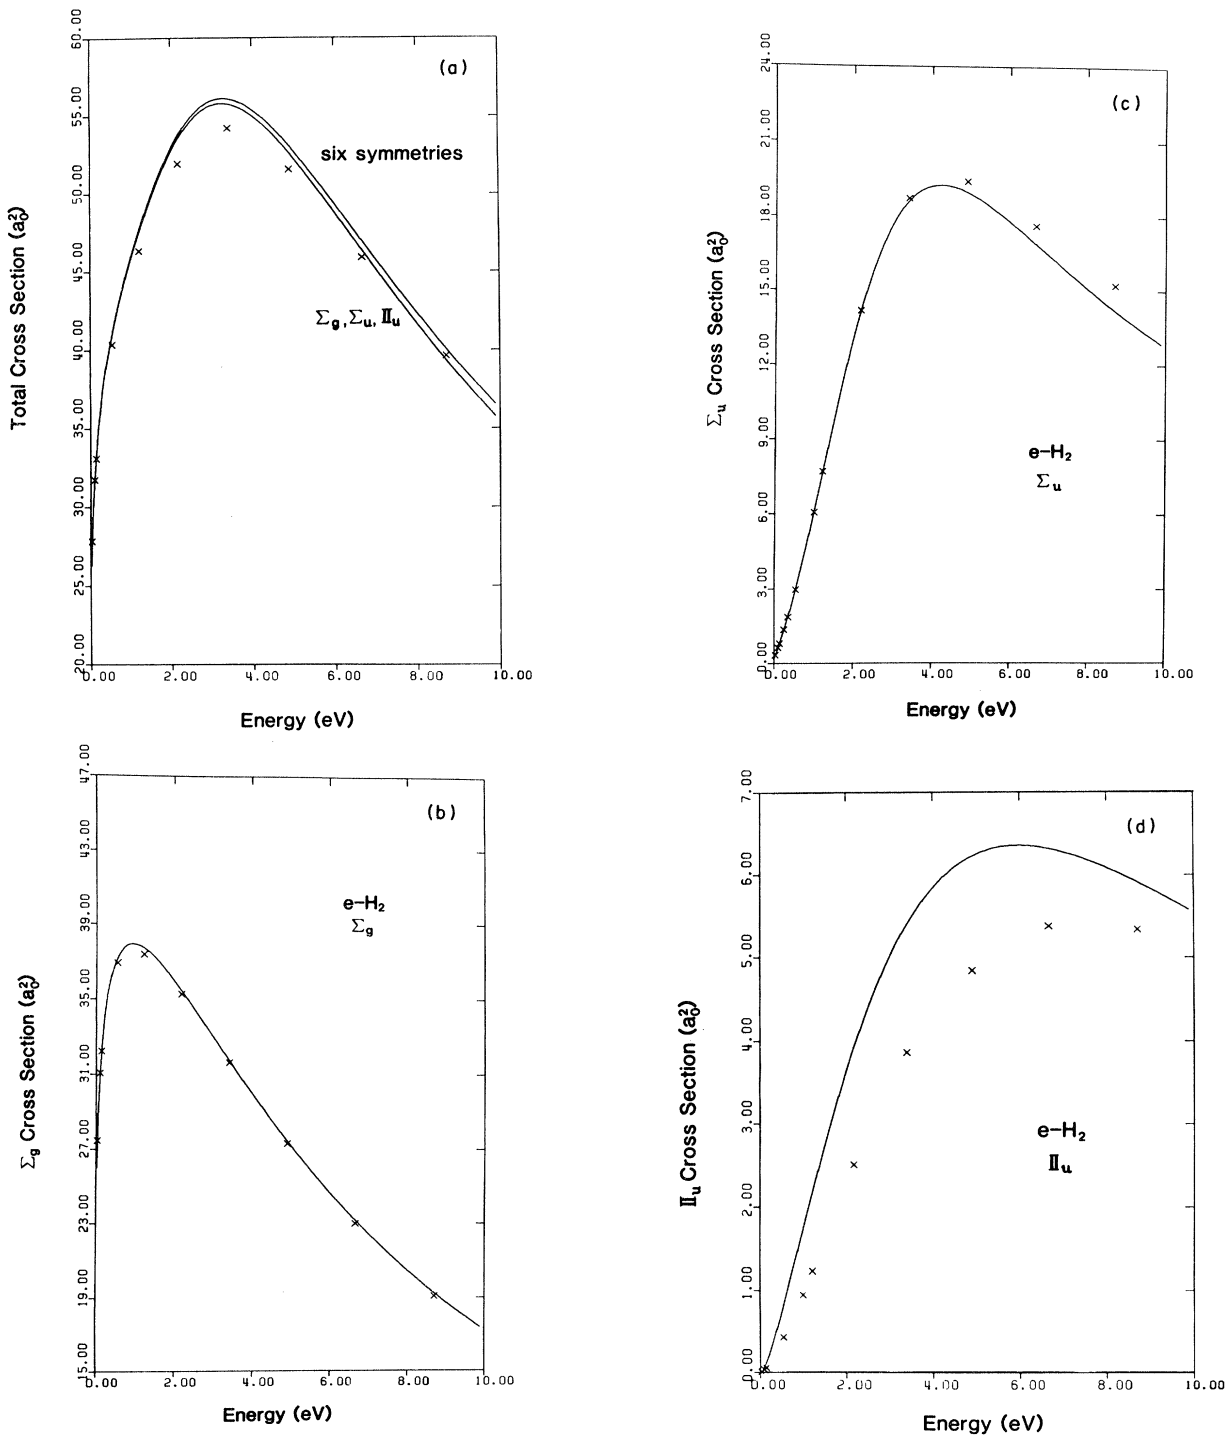 (a)
60.00
55.00
50.00
45.00
40.00
35.00
30.00
25.00
20.00
Total Cross Section (a₀²)
six symmetries
Σg, Σu, Πu
0.00 2.00 4.00 6.00 8.00 10.00
Energy (eV)
(b)
47.00
43.00
39.00
35.00
31.00
27.00
23.00
19.00
15.00
Σg Cross Section (a₀²)
e–H₂
Σg
0.00 2.00 4.00 6.00 8.00 10.00
Energy (eV)
(c)
24.00
21.00
18.00
15.00
12.00
9.00
6.00
3.00
0.00
Σu Cross Section (a₀²)
e–H₂
Σu
0.00 2.00 4.00 6.00 8.00 10.00
Energy (eV)
(d)
7.00
6.00
5.00
4.00
3.00
2.00
1.00
0.00
Πu Cross Section (a₀²)
e–H₂
Πu
0.00 2.00 4.00 6.00 8.00 10.00
Energy (eV)